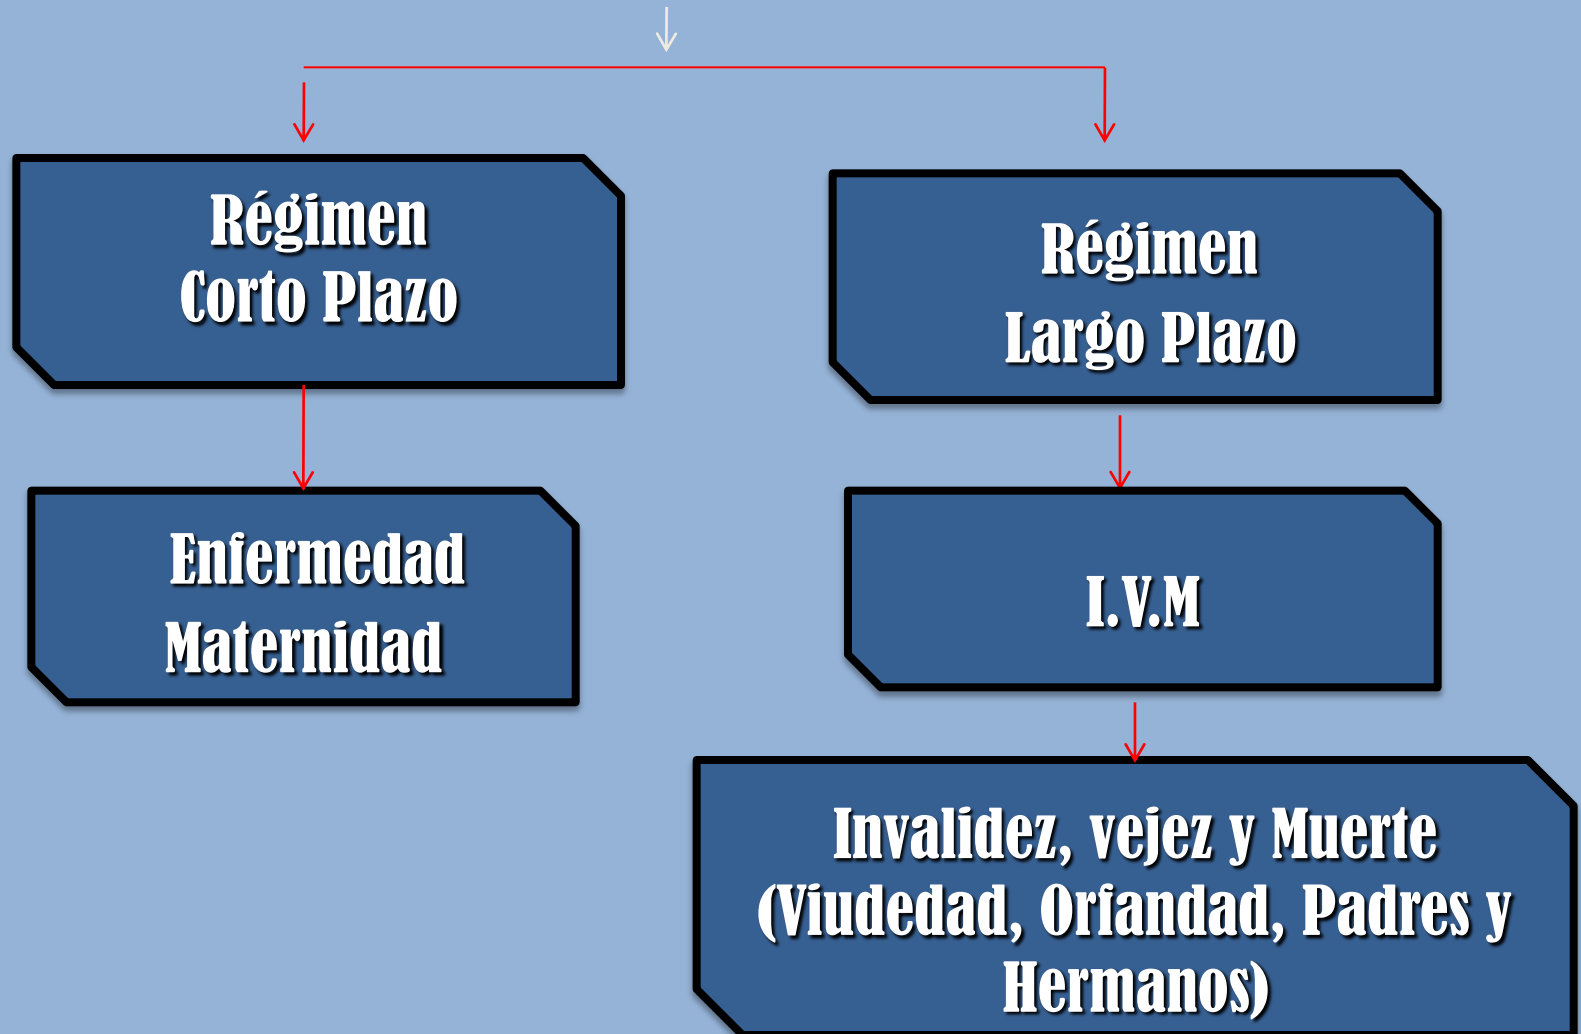 Régimen
Corto Plazo
Régimen
Largo Plazo
Enfermedad
Maternidad
I.V.M
Invalidez, vejez y Muerte
(Viudedad, Orfandad, Padres y
Hermanos)